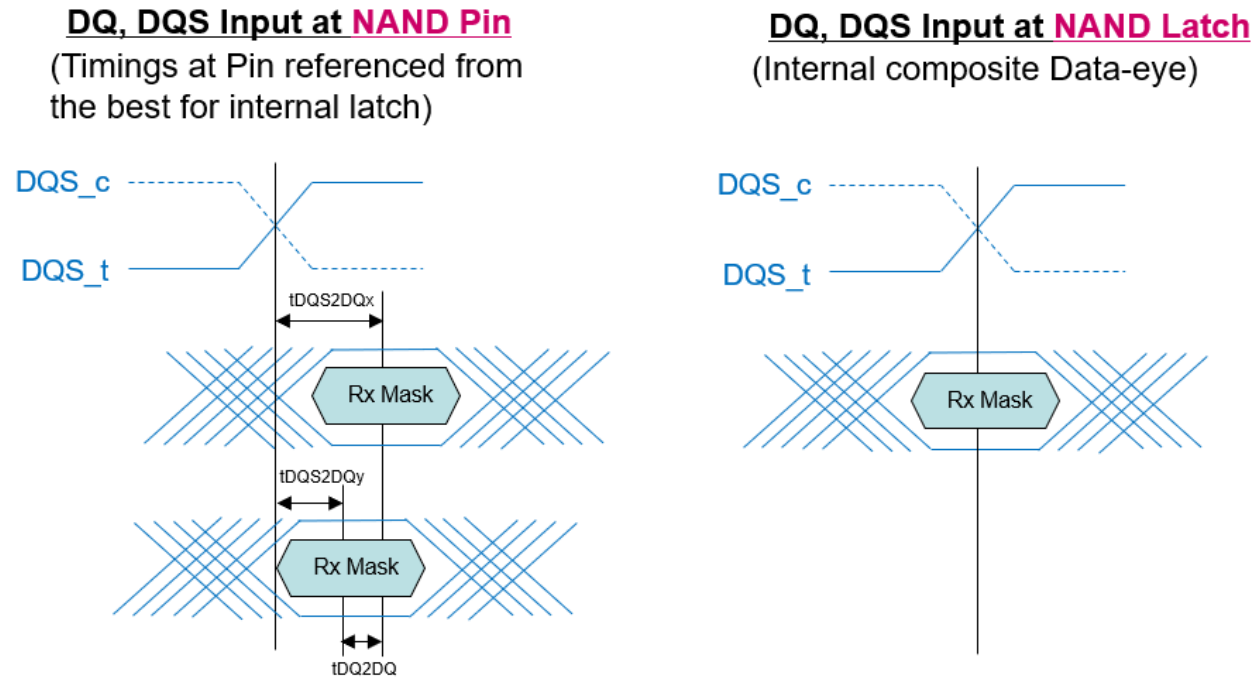 DQ, DQS Input at NAND Pin
(Timings at Pin referenced from
the best for internal latch)
DQS_c
DQS_t
tDQS2DQx
Rx Mask
tDQS2DQy
Rx Mask
tDQ2DQ
DQ, DQS Input at NAND Latch
(Internal composite Data-eye)
DQS_c
DQS_t
Rx Mask